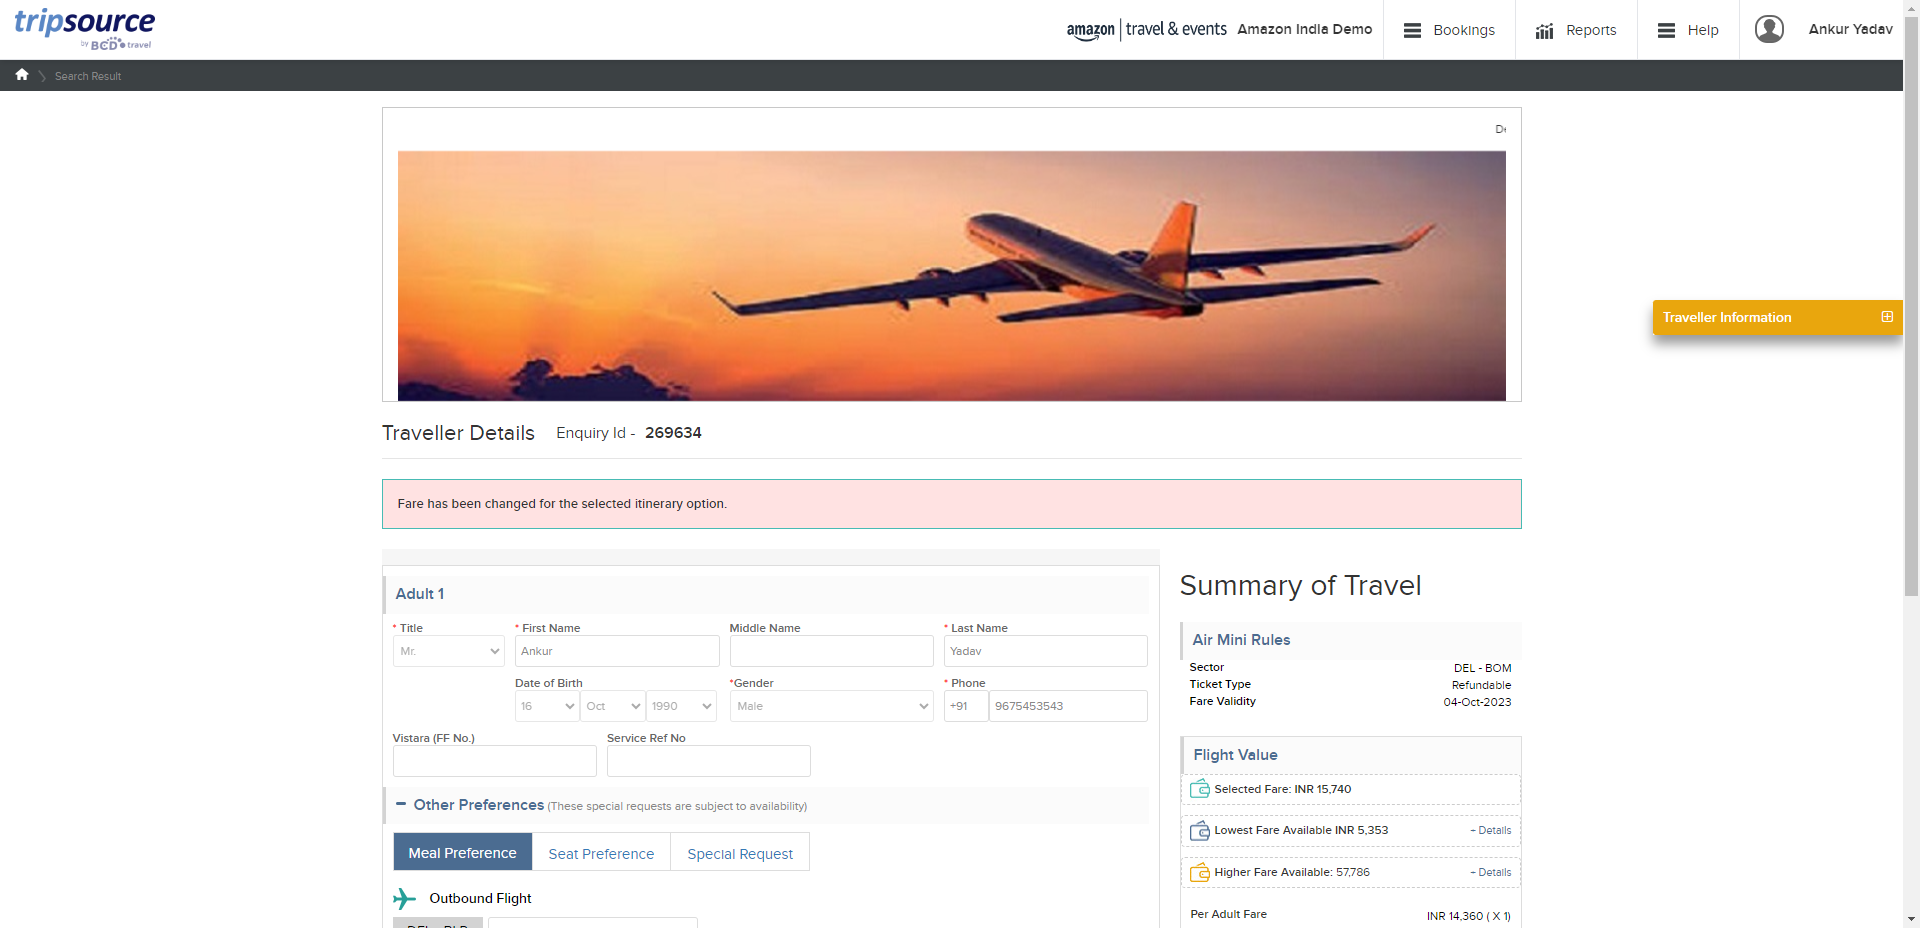 tripsource
by BCD travel
amazon travel & events Amazon India Demo
Bookings
Reports
Help
Ankur Yadav
Search Result
Traveller Information
Traveller Details Enquiry Id - 269634
Fare has been changed for the selected itinerary option.
Adult 1
* Title * First Name Middle Name * Last Name
Mr. Ankur Yadav
Date of Birth *Gender * Phone
16 Oct 1990 Male +91 9675453543
Vistara (FF No.) Service Ref No
Other Preferences (These special requests are subject to availability)
Meal Preference Seat Preference Special Request
Outbound Flight
Summary of Travel
Air Mini Rules
Sector DEL - BOM
Ticket Type Refundable
Fare Validity 04-Oct-2023
Flight Value
Selected Fare: INR 15,740
Lowest Fare Available INR 5,353 - Details
Higher Fare Available: 57,786 - Details
Per Adult Fare INR 14,360 ( X 1)